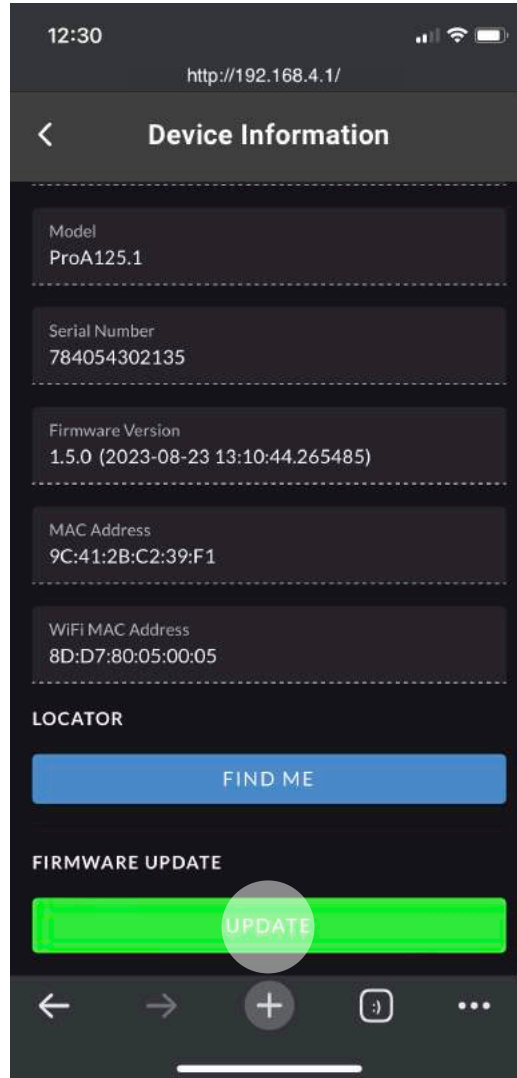 12:30
http://192.168.4.1/
Device Information
Model
ProA125.1
Serial Number
784054302135
Firmware Version
1.5.0 (2023-08-23 13:10:44.265485)
MAC Address
9C:41:2B:C2:39:F1
WiFi MAC Address
8D:D7:80:05:00:05
LOCATOR
FIND ME
FIRMWARE UPDATE
UPDATE
:)